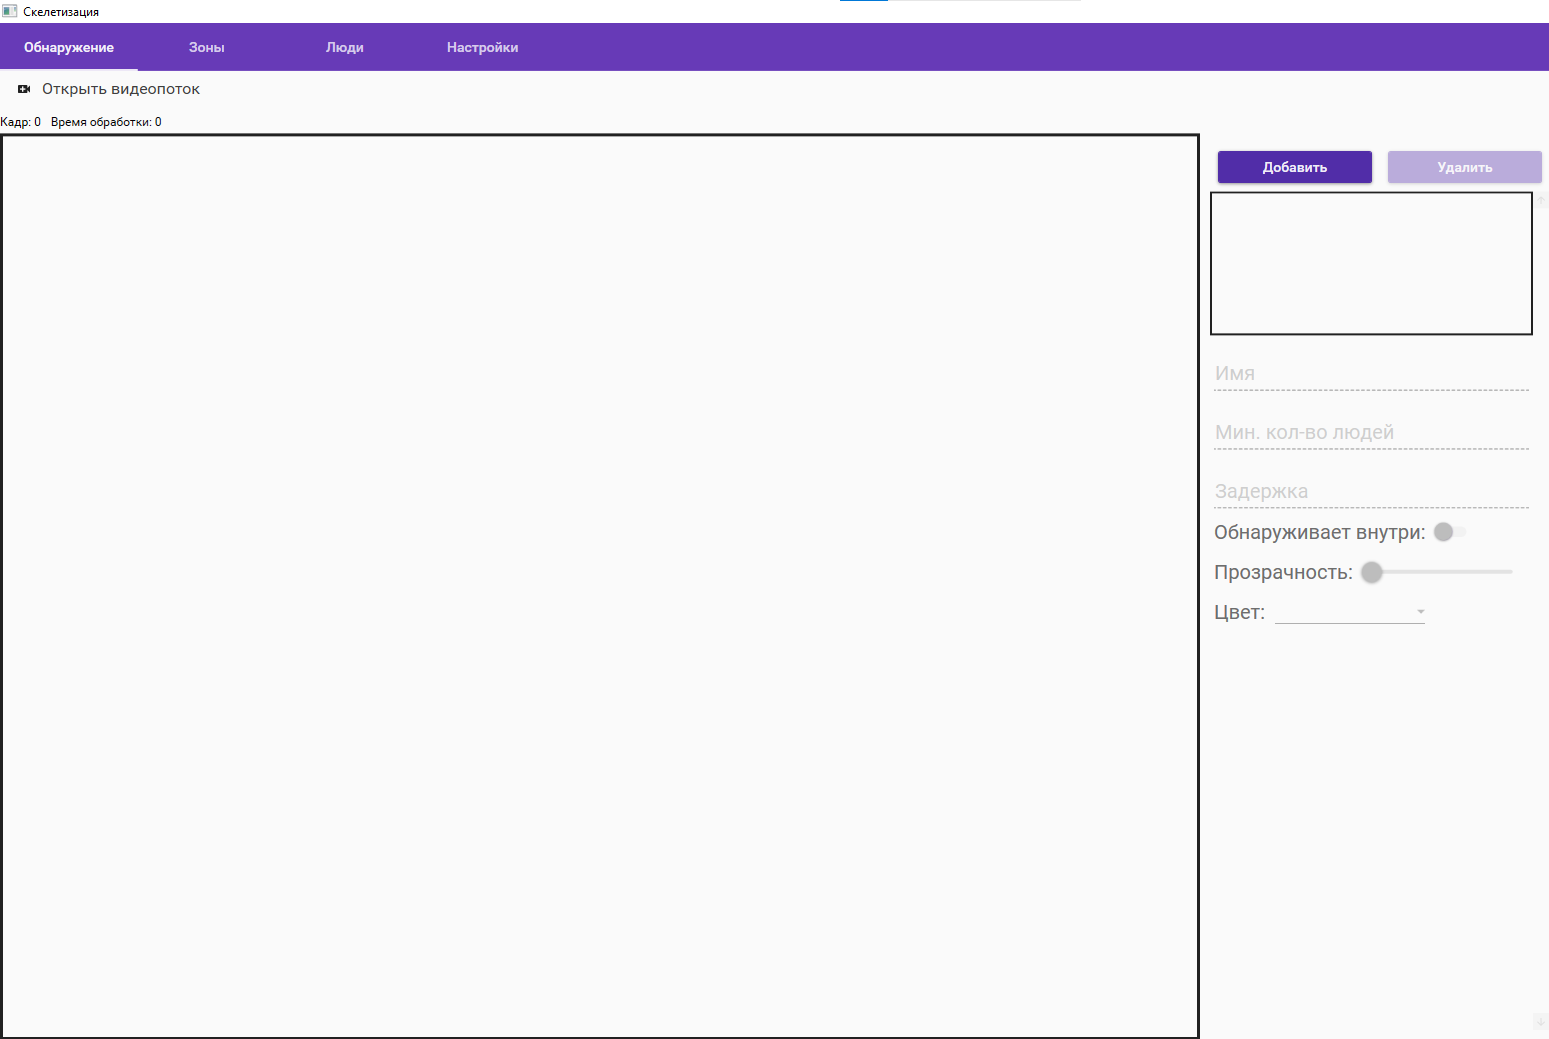 Скелетизация
Обнаружение Зоны Люди Настройки
Открыть видеопоток
Кадр: 0 Время обработки: 0
Добавить Удалить
Имя
Мин. кол-во людей
Задержка
Обнаруживает внутри:
Прозрачность:
Цвет: